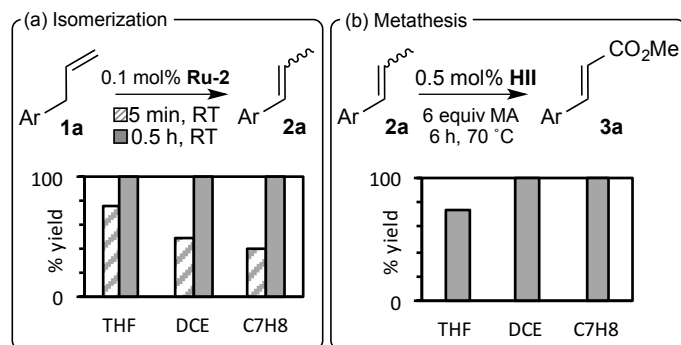 (a) Isomerization
0.1 mol% Ru-2
Ar
1a
5 min, RT
0.5 h, RT
Ar
2a
100
% yield
0
THF
DCE
C7H8
(b) Metathesis
CO2Me
0.5 mol% HII
Ar
2a
6 equiv MA
6 h, 70 ˚C
Ar
3a
100
% yield
0
THF
DCE
C7H8